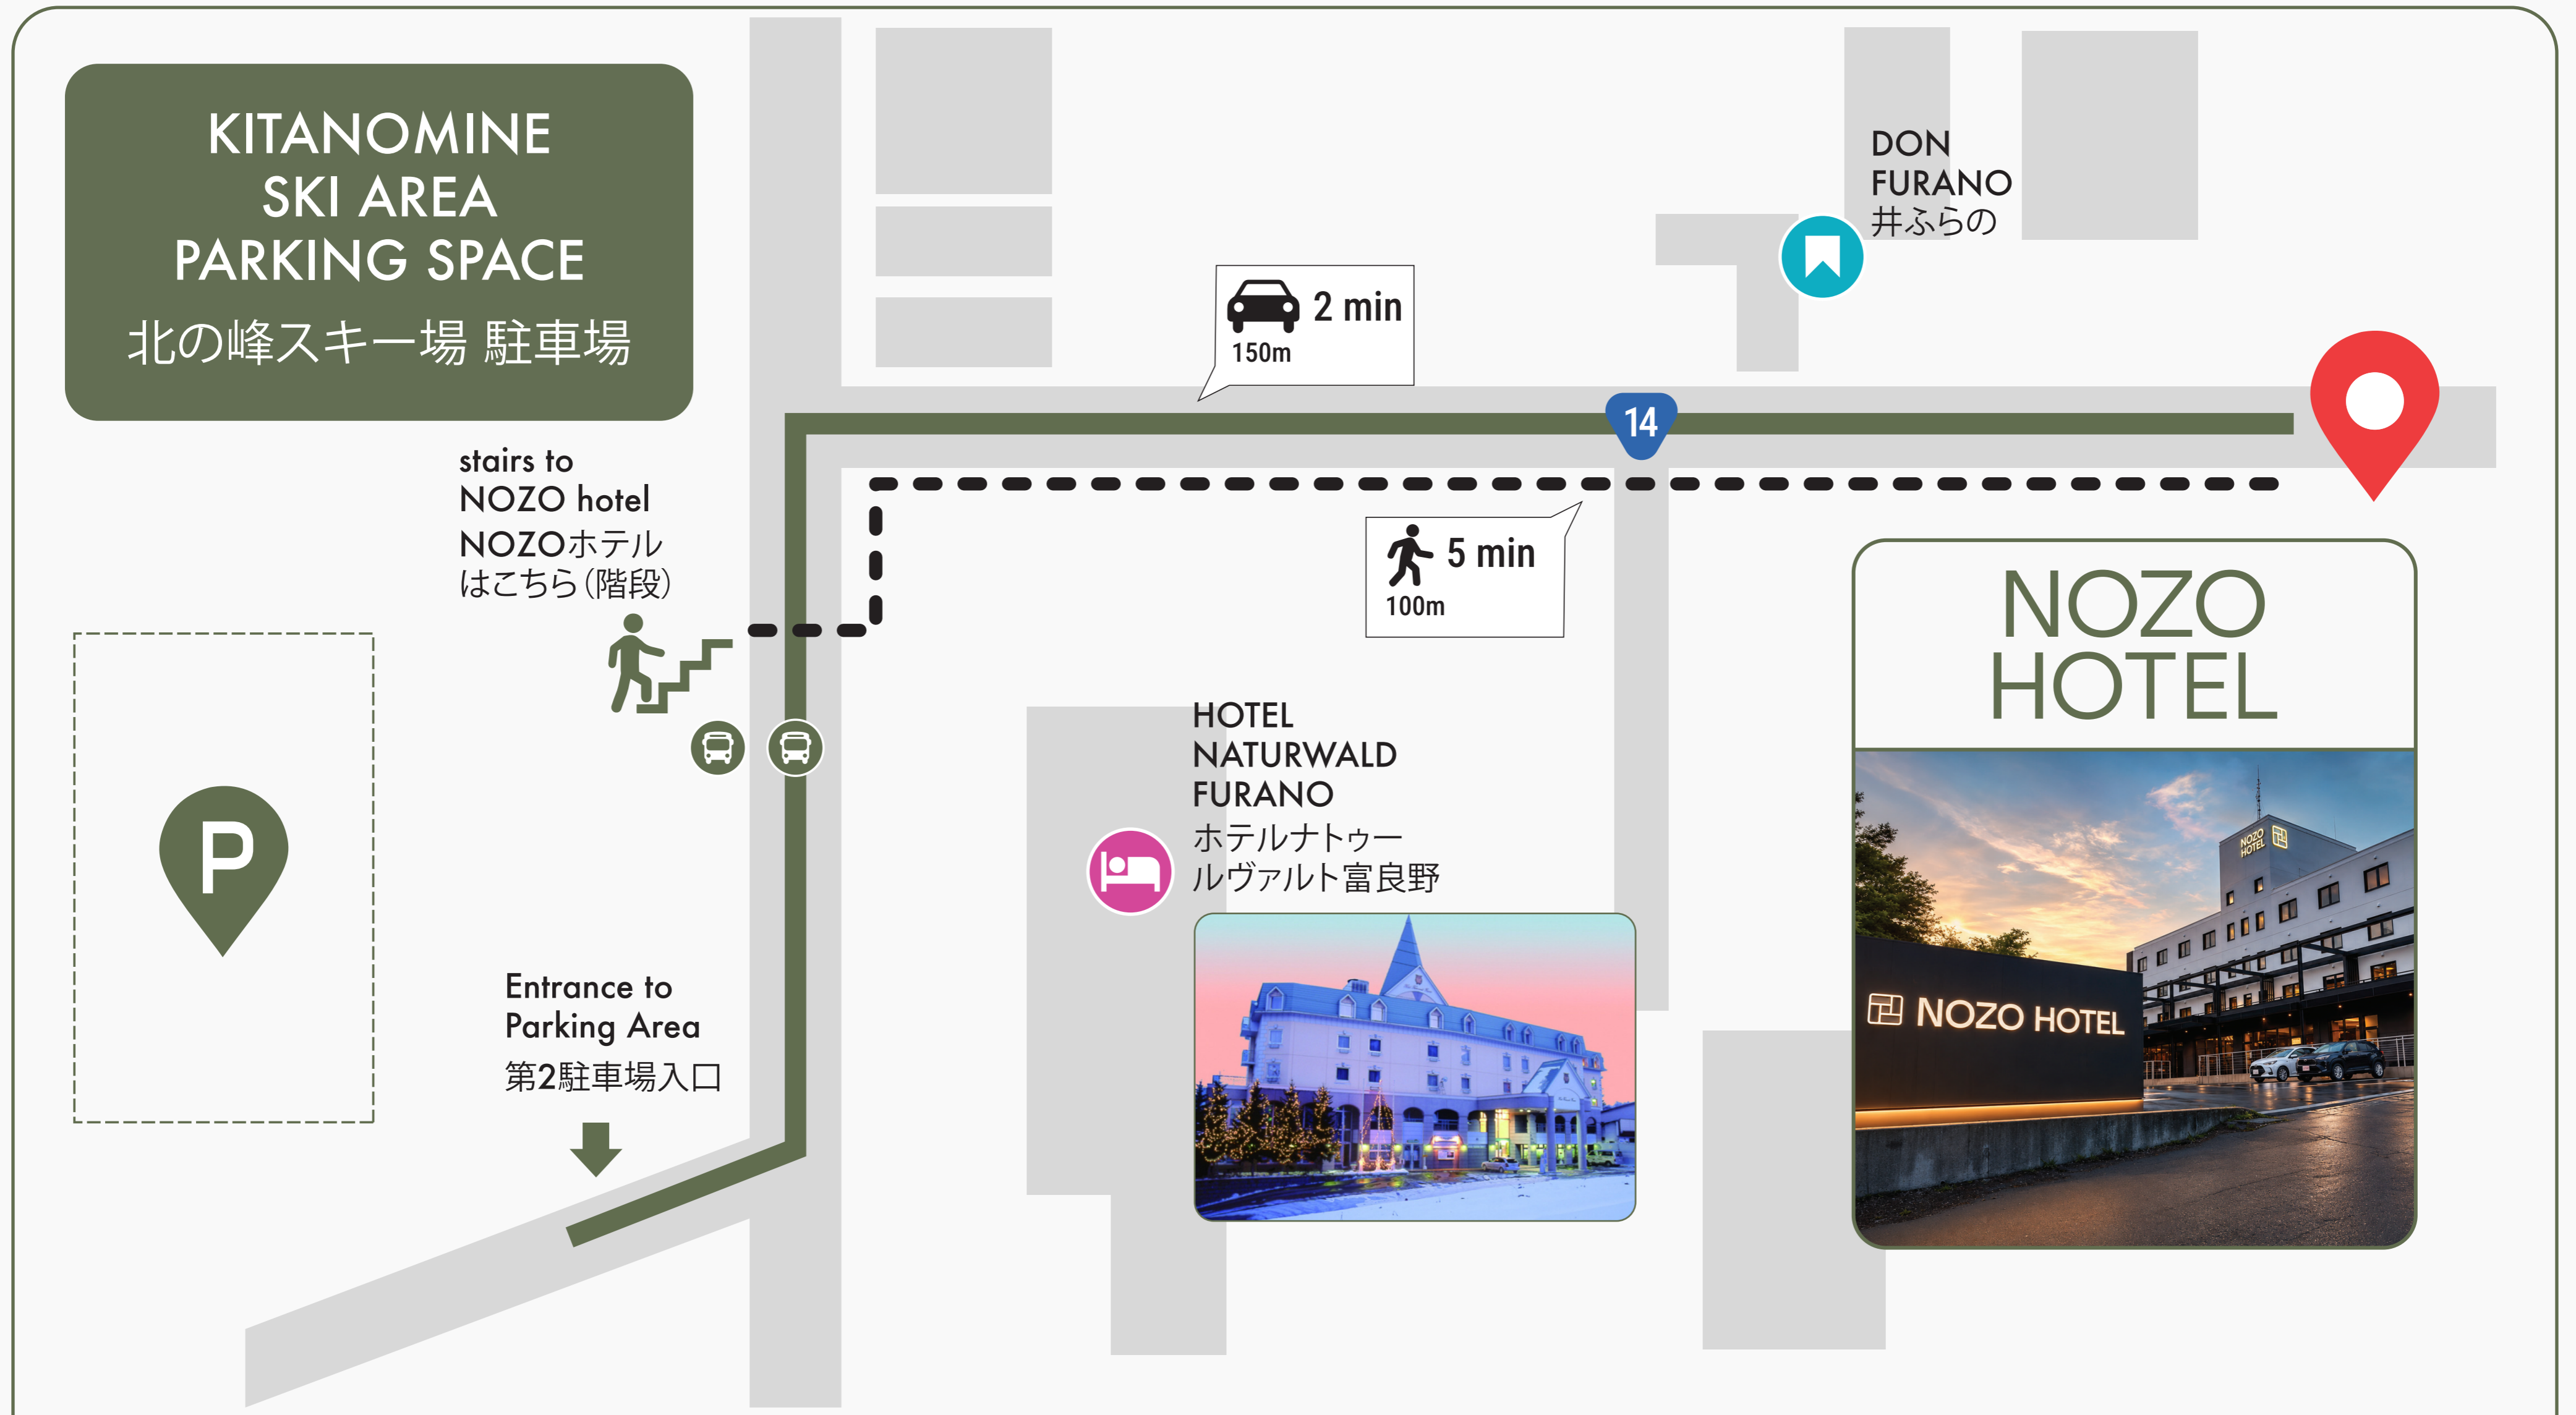 KITANOMINE
SKI AREA
PARKING SPACE
北の峰スキー場 駐車場
DON
FURANO
井ふらの
2 min
150m
14
stairs to
NOZO hotel
NOZOホテル
はこちら（階段）
5 min
100m
P
HOTEL
NATURWALD
FURANO
ホテルナトゥー
ルヴァルト富良野
Entrance to
Parking Area
第2駐車場入口
NOZO
HOTEL
NOZO
HOTEL
NOZO HOTEL